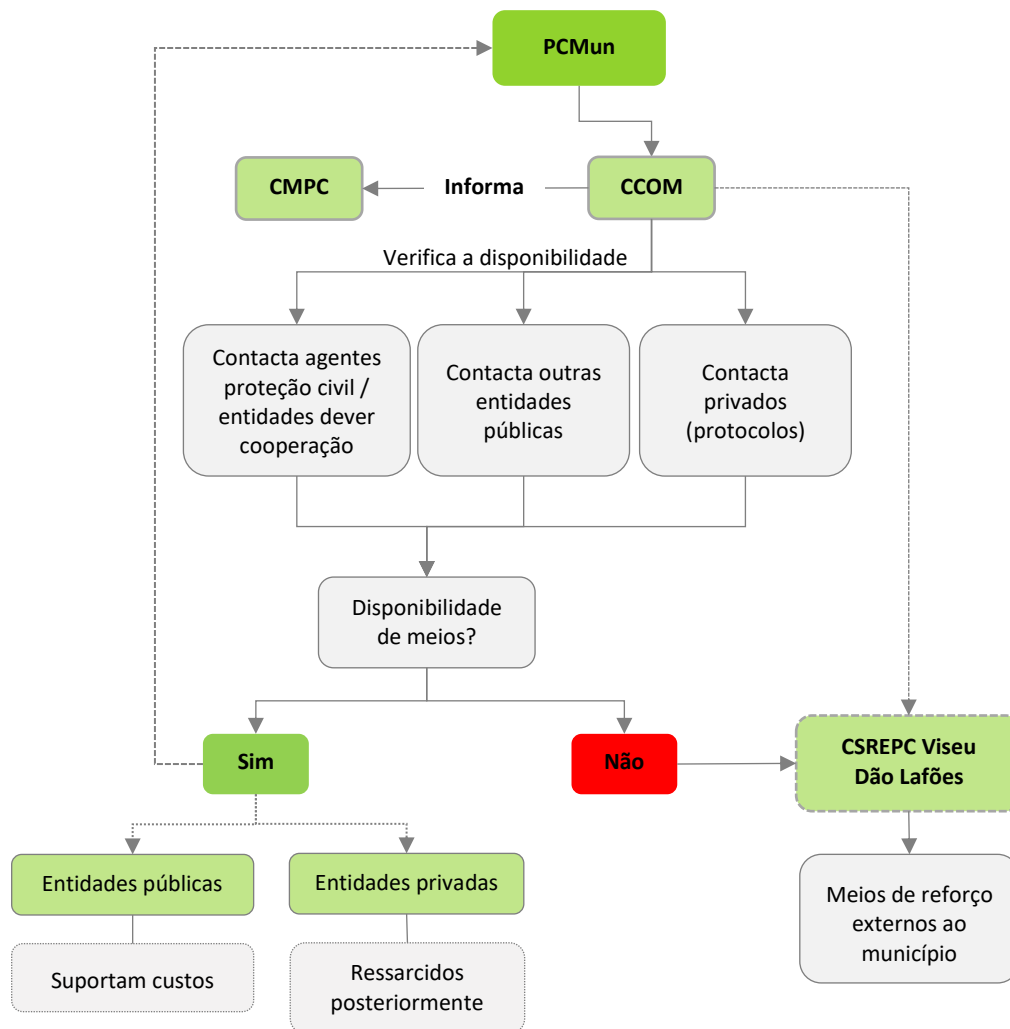 PCMun
CMPC
Informa
CCOM
Verifica a disponibilidade
Contacta agentes
proteção civil /
entidades dever
cooperação
Contacta outras
entidades
públicas
Contacta
privados
(protocolos)
Disponibilidade
de meios?
Sim
Não
CSREPC Viseu
Dão Lafões
Entidades públicas
Entidades privadas
Meios de reforço
externos ao
município
Suportam custos
Ressarcidos
posteriormente